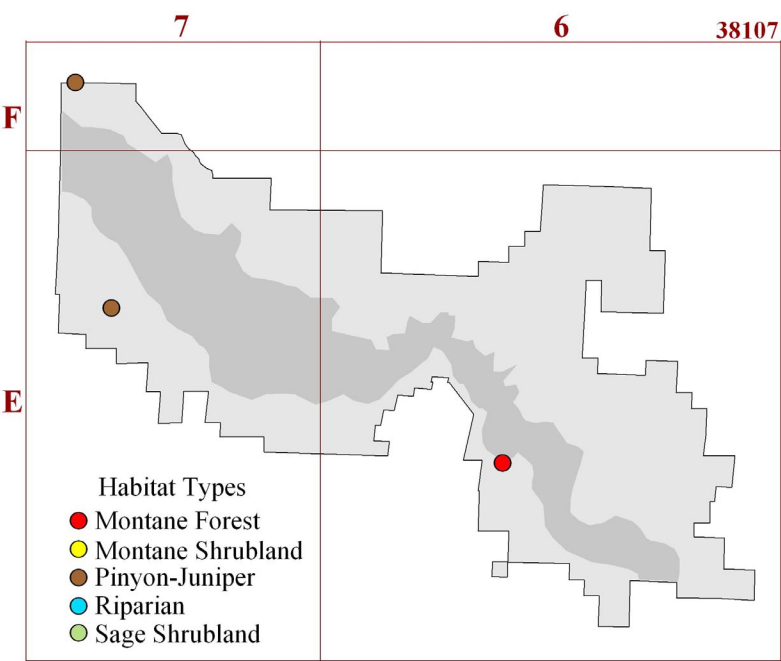 7 6 38107
F
E
Habitat Types
Montane Forest
Montane Shrubland
Pinyon-Juniper
Riparian
Sage Shrubland